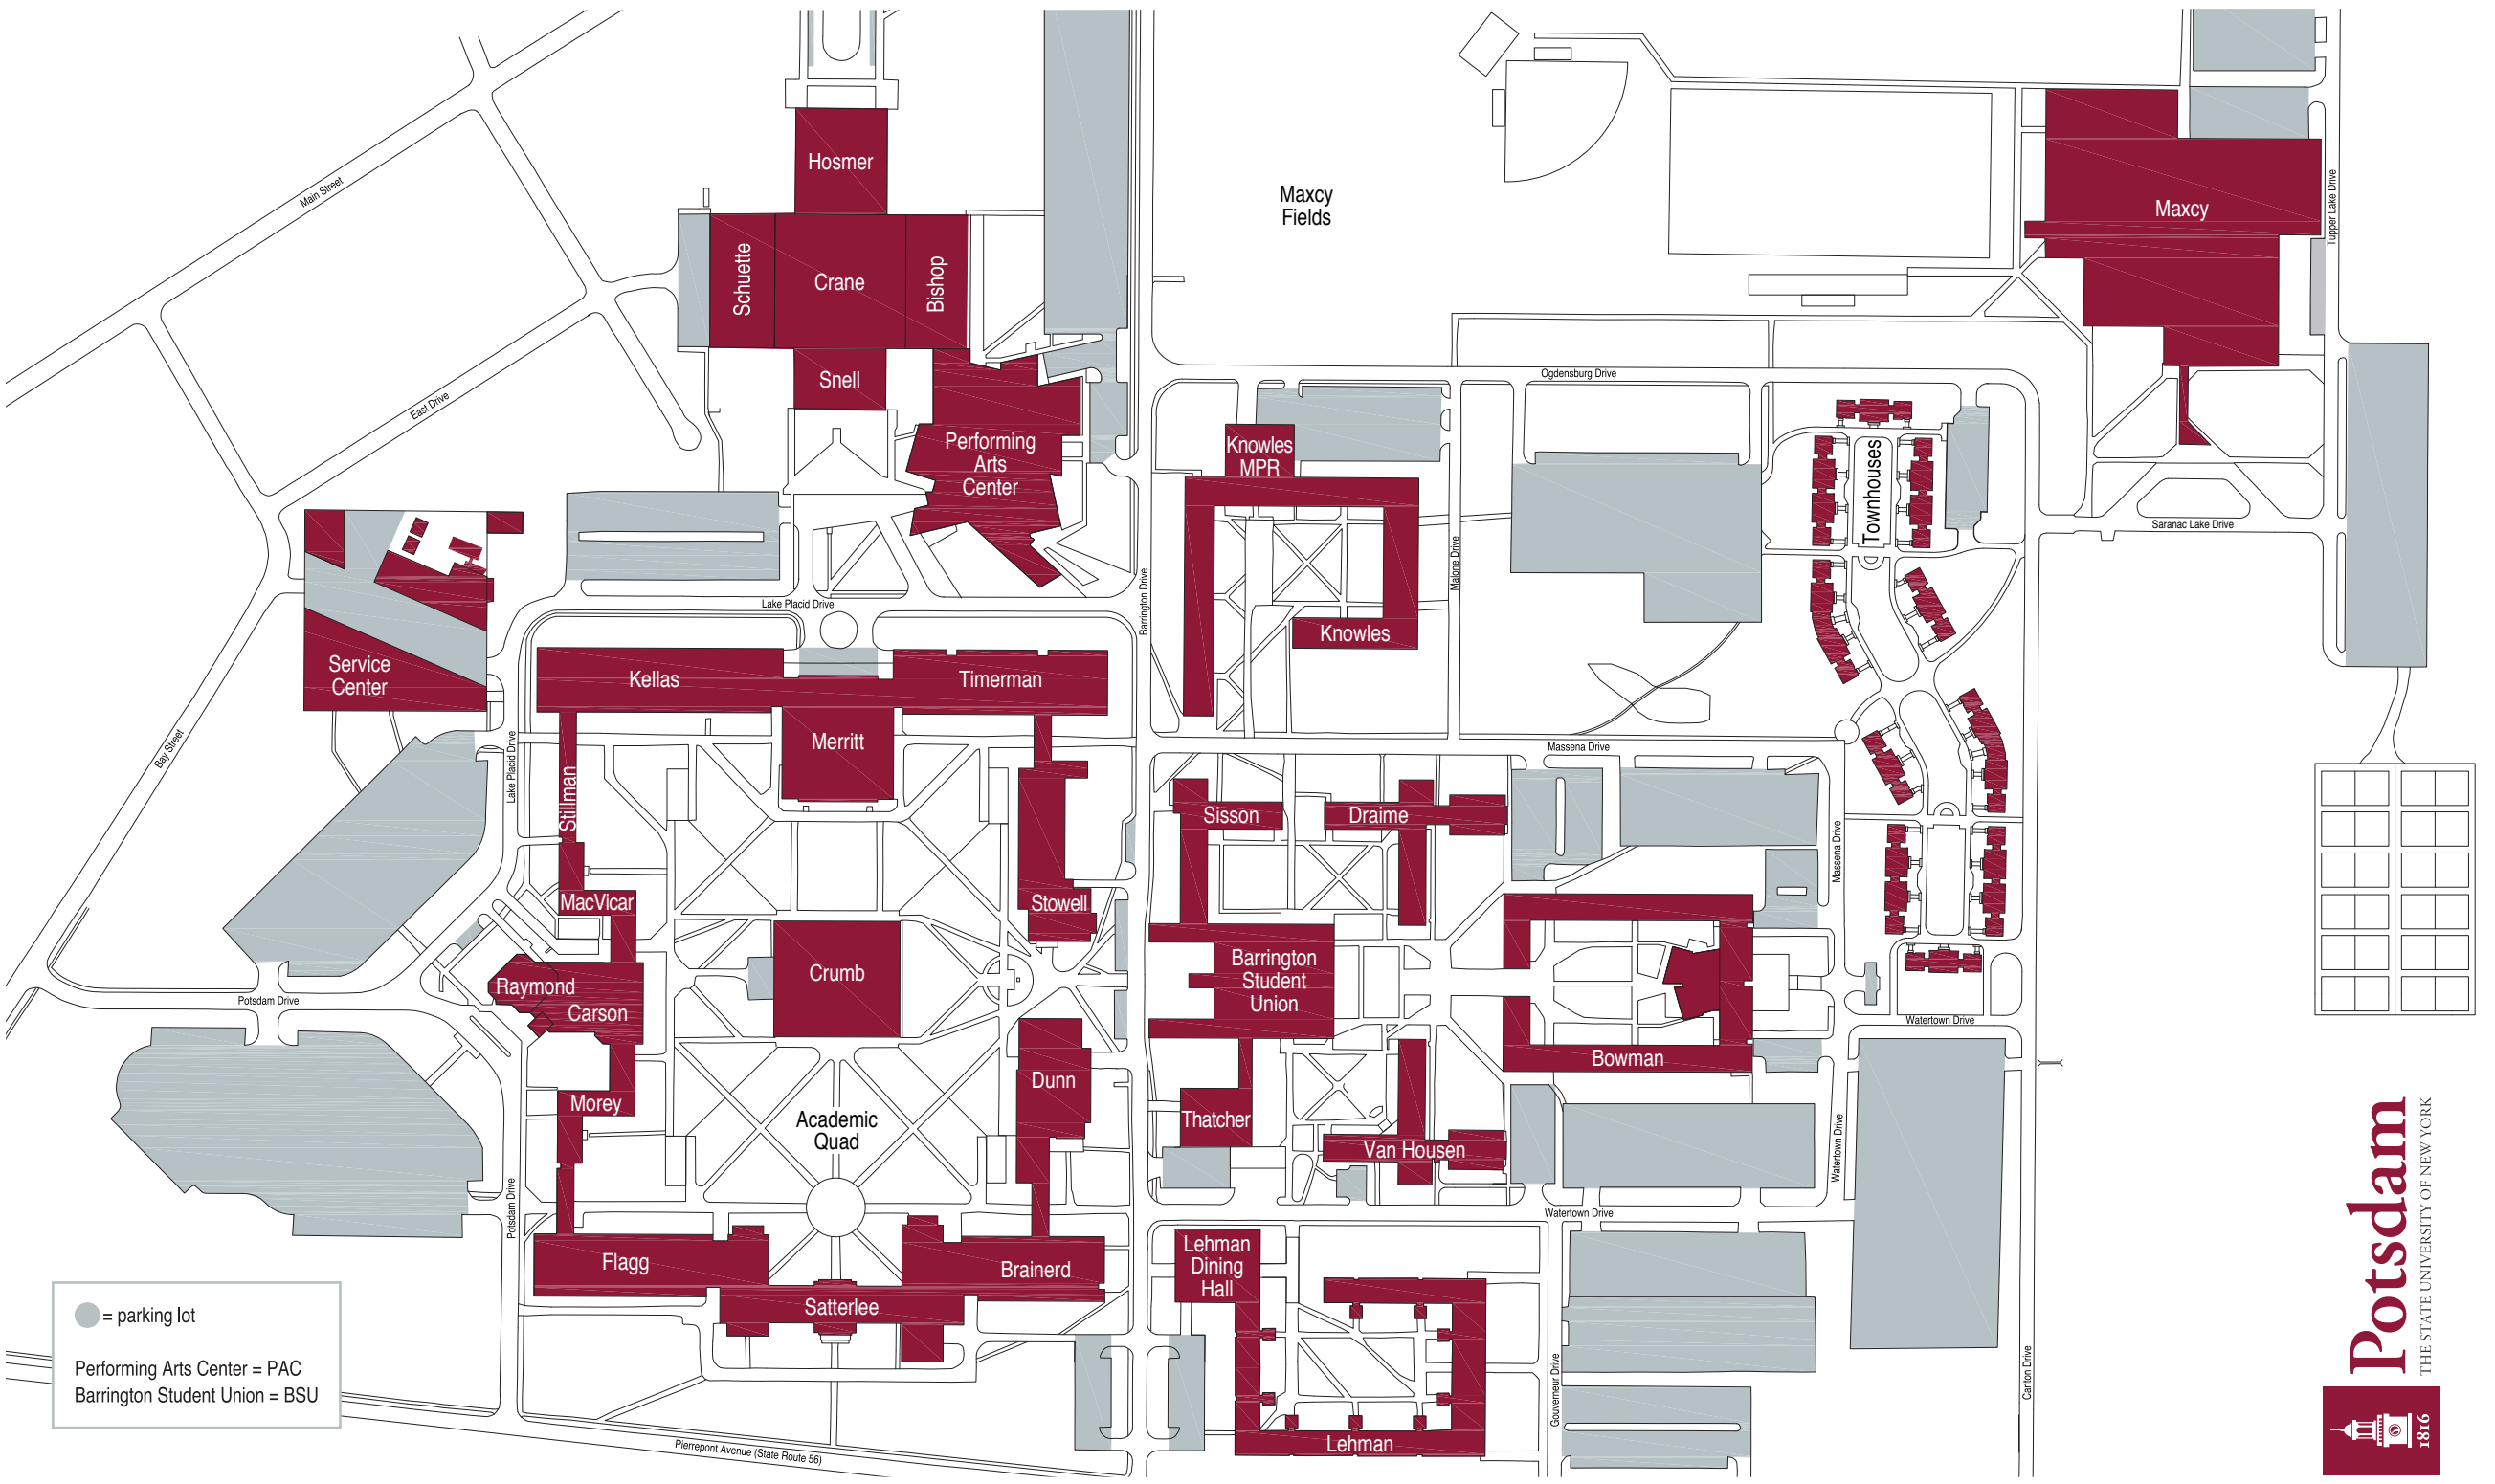 Main Street
East Drive
Bay Street
Hosmer
Schuette
Crane
Bishop
Snell
Performing
Arts
Center
Maxcy
Fields
Maxcy
Tupper Lake Drive
Ogdensburg Drive
Saranac Lake Drive
Knowles
MPR
Knowles
Malone Drive
Barrington Drive
Townhouses
Lake Placid Drive
Service
Center
Kellas
Timerman
Merritt
Lake Placid Drive
Stillman
Massena Drive
Massena Drive
Sisson
Draime
MacVicar
Stowell
Raymond
Carson
Crumb
Barrington
Student
Union
Potsdam Drive
Watertown Drive
Bowman
Dunn
Morey
Academic
Quad
Thatcher
Van Housen
Watertown Drive
Potsdam Drive
Watertown Drive
Flagg
Brainerd
Satterlee
Lehman
Dining
Hall
Lehman
Gouverneur Drive
Canton Drive
Pierrepont Avenue (State Route 56)
= parking lot
Performing Arts Center = PAC
Barrington Student Union = BSU
Potsdam
THE STATE UNIVERSITY OF NEW YORK
1816